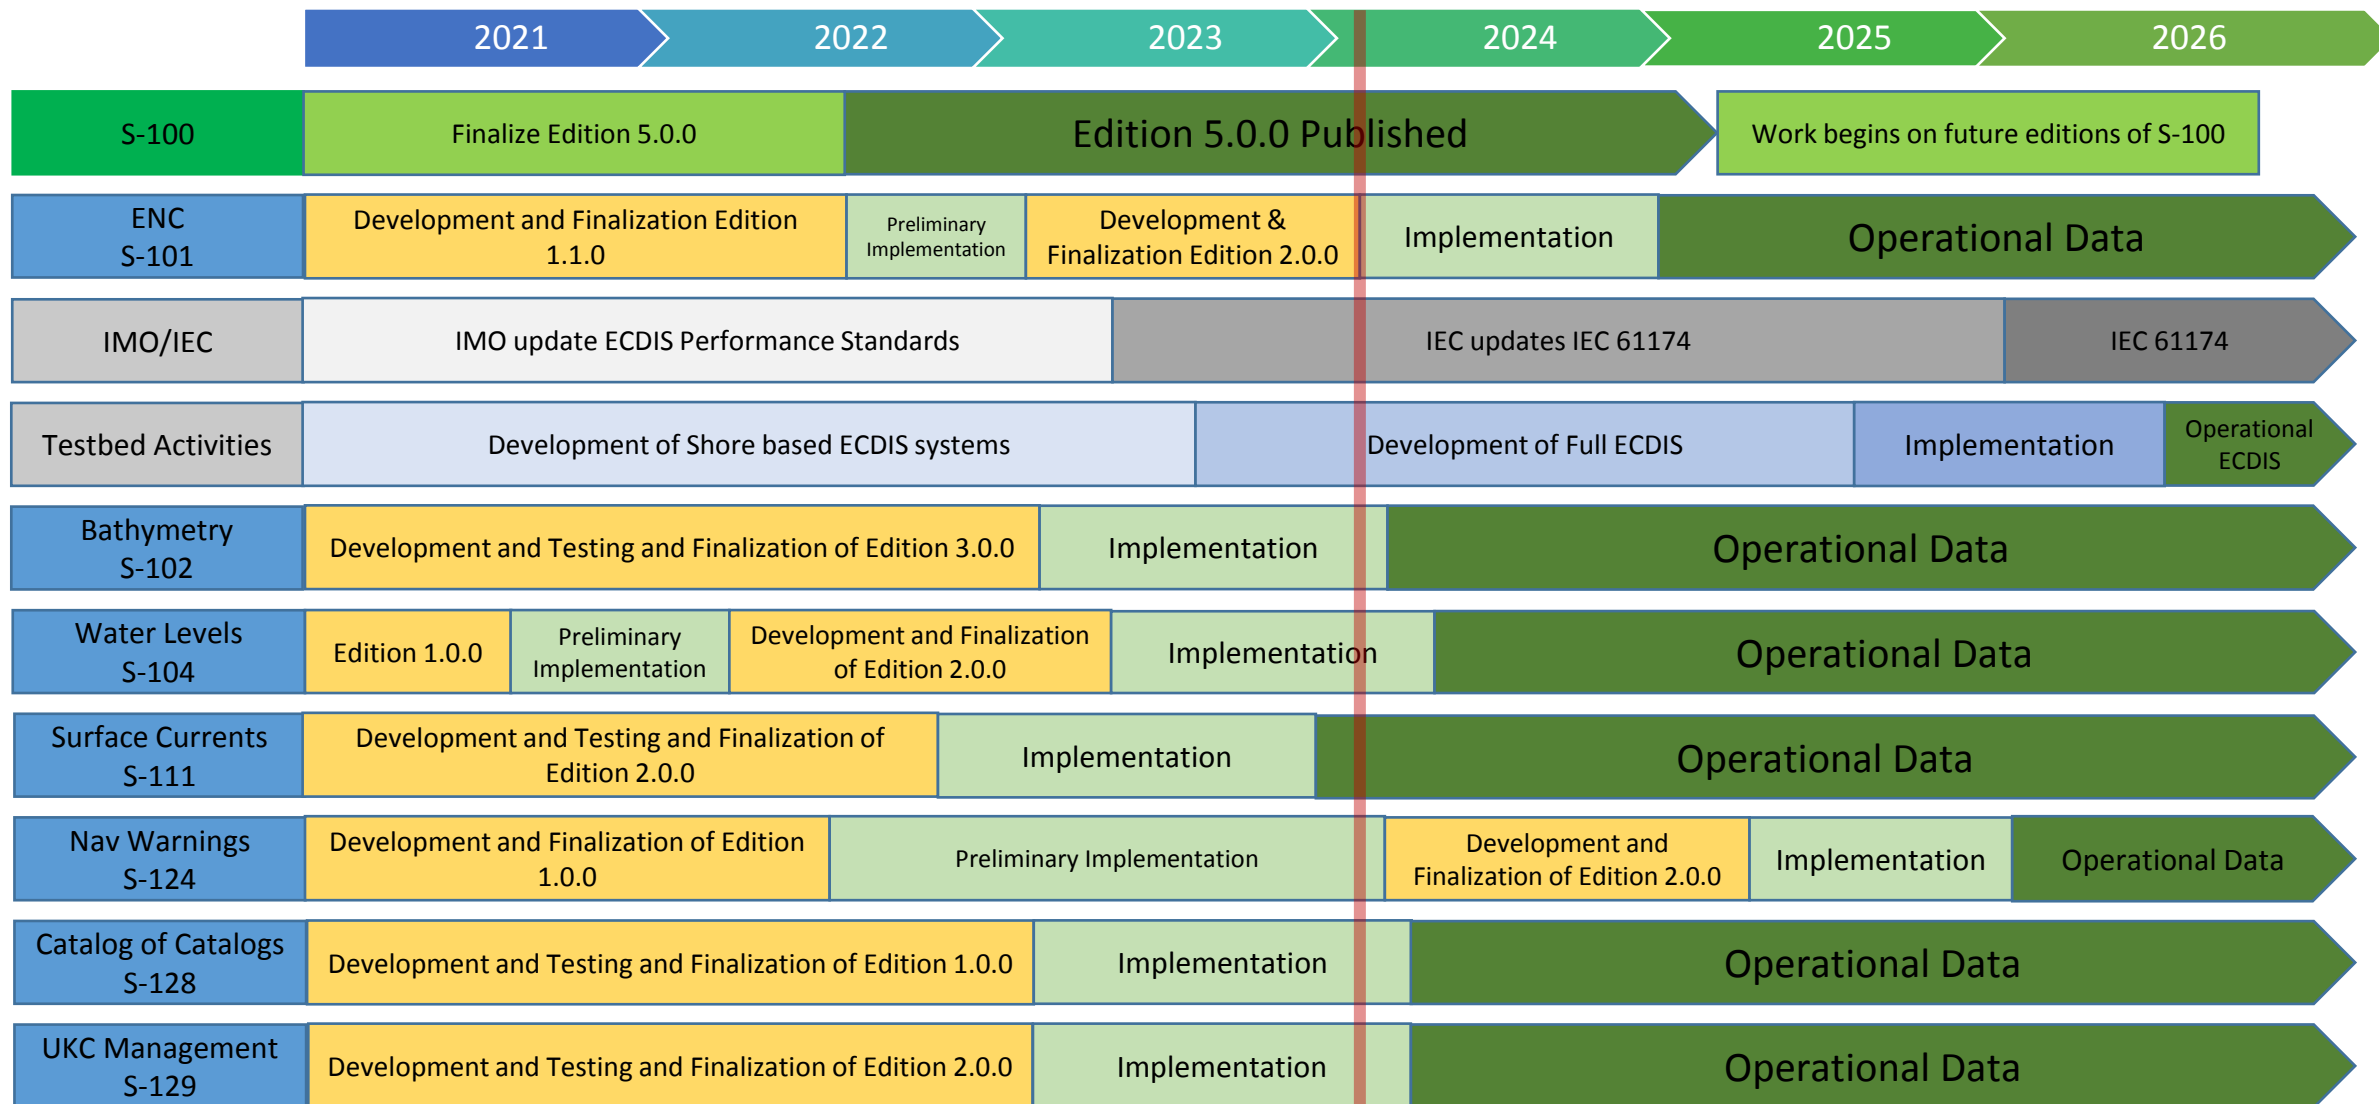 2021
2022
2023
2024
2025
2026
S-100
Finalize Edition 5.0.0
Edition 5.0.0 Published
Work begins on future editions of S-100
ENC
S-101
Development and Finalization Edition
1.1.0
Preliminary
Implementation
Development &
Finalization Edition 2.0.0
Implementation
Operational Data
IMO/IEC
IMO update ECDIS Performance Standards
IEC updates IEC 61174
IEC 61174
Testbed Activities
Development of Shore based ECDIS systems
Development of Full ECDIS
Implementation
Operational
ECDIS
Bathymetry
S-102
Development and Testing and Finalization of Edition 3.0.0
Implementation
Operational Data
Water Levels
S-104
Edition 1.0.0
Preliminary
Implementation
Development and Finalization
of Edition 2.0.0
Implementation
Operational Data
Surface Currents
S-111
Development and Testing and Finalization of
Edition 2.0.0
Implementation
Operational Data
Nav Warnings
S-124
Development and Finalization of Edition
1.0.0
Preliminary Implementation
Development and
Finalization of Edition 2.0.0
Implementation
Operational Data
Catalog of Catalogs
S-128
Development and Testing and Finalization of Edition 1.0.0
Implementation
Operational Data
UKC Management
S-129
Development and Testing and Finalization of Edition 2.0.0
Implementation
Operational Data